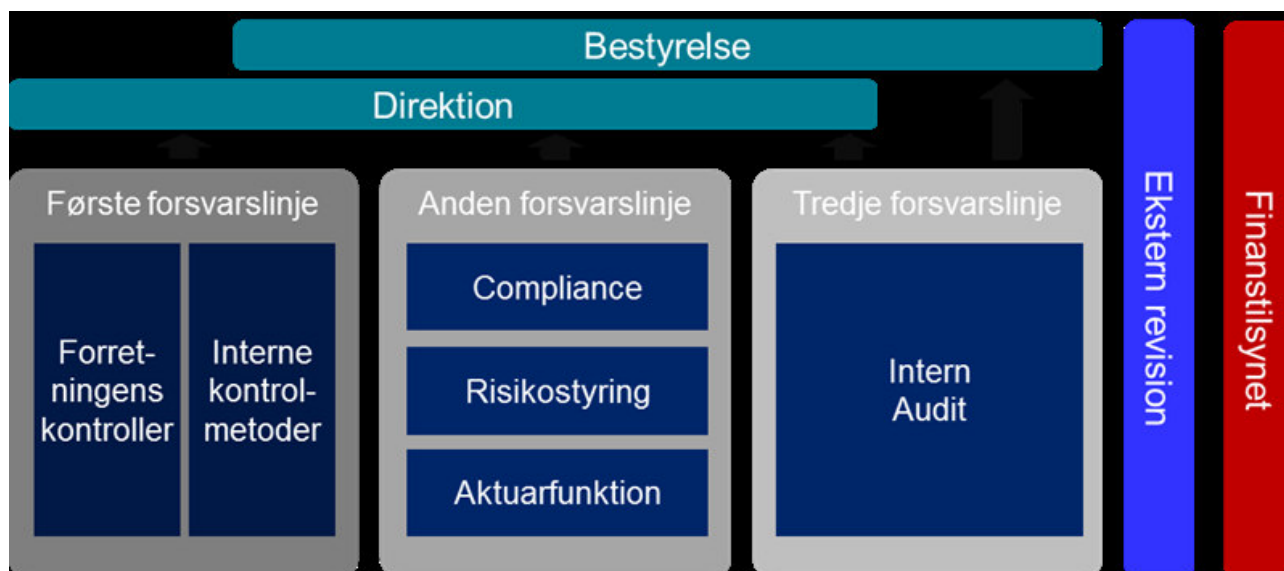 Bestyrelse
Direktion
Første forsvarslinje
Forret-
ningens
kontroller
Interne
kontrol-
metoder
Anden forsvarslinje
Compliance
Risikostyring
Aktuarfunktion
Tredje forsvarslinje
Intern
Audit
Ekstern revision
Finanstilsynet